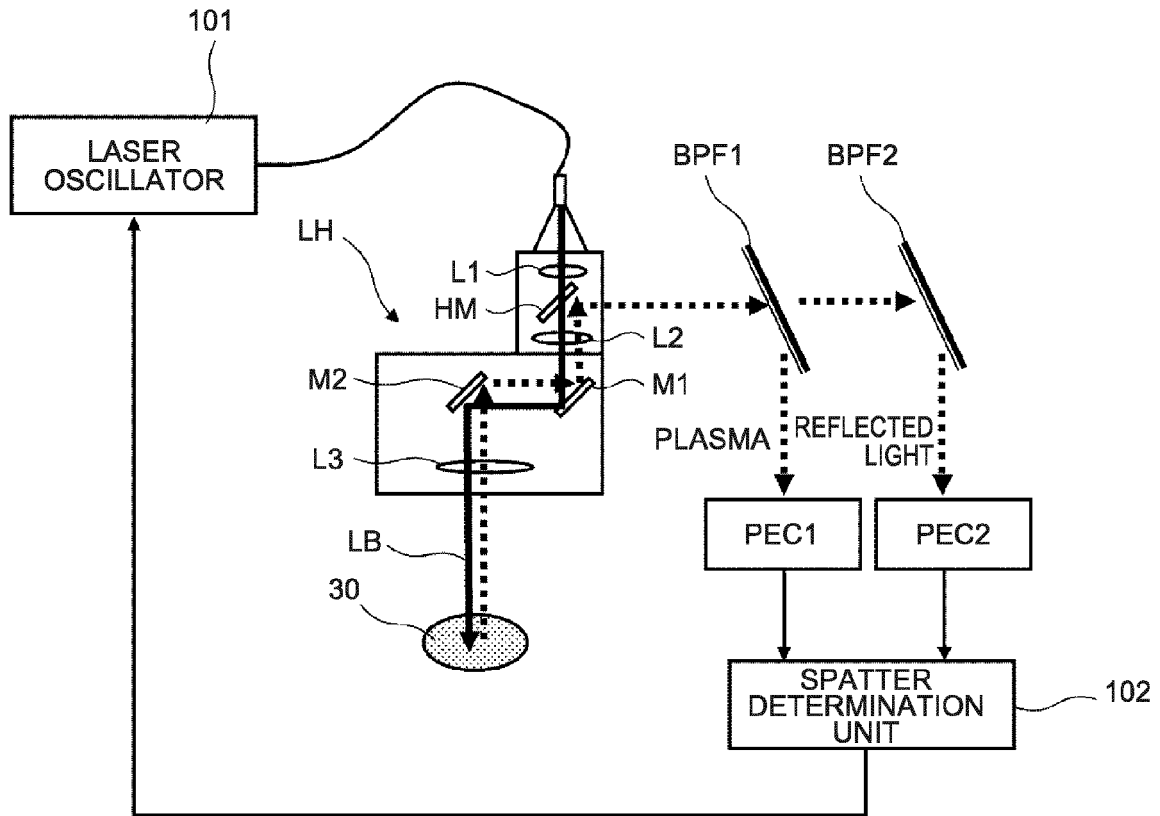 101
LASER
OSCILLATOR
BPF1
BPF2
LH
L1
HM
L2
M2
M1
PLASMA
REFLECTED
LIGHT
L3
PEC1
PEC2
LB
30
SPATTER
DETERMINATION
UNIT
102